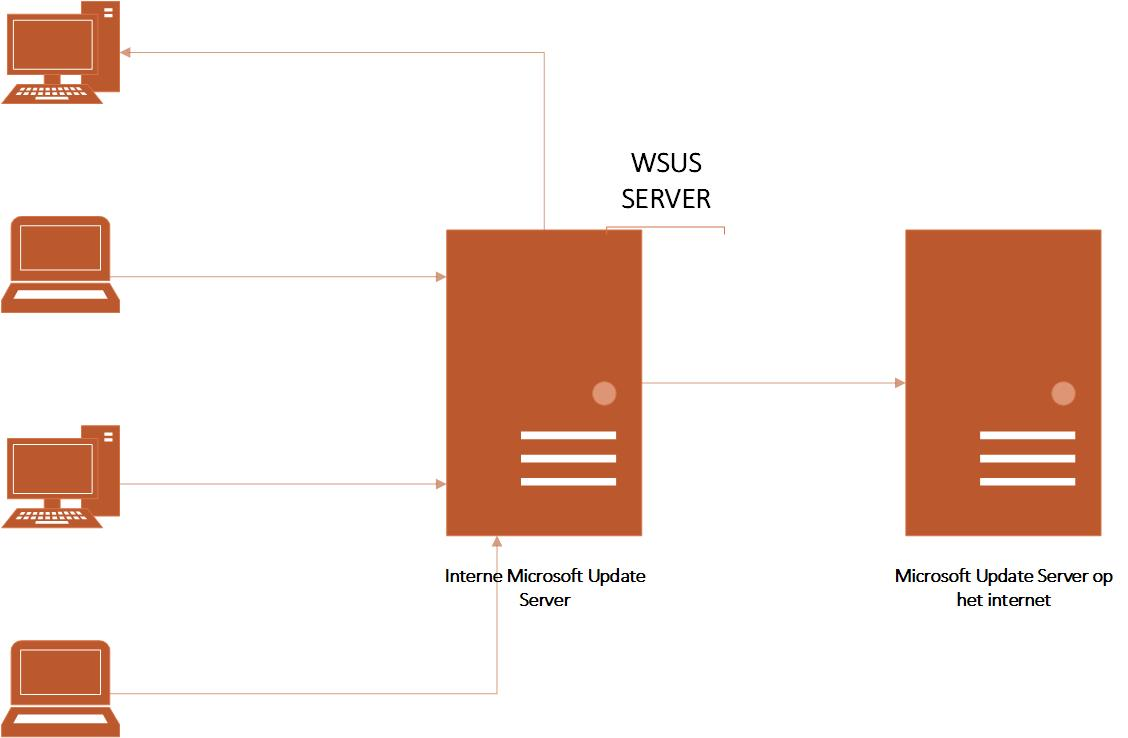 WSUS
SERVER
Interne Microsoft Update
Server
Microsoft Update Server op
het internet